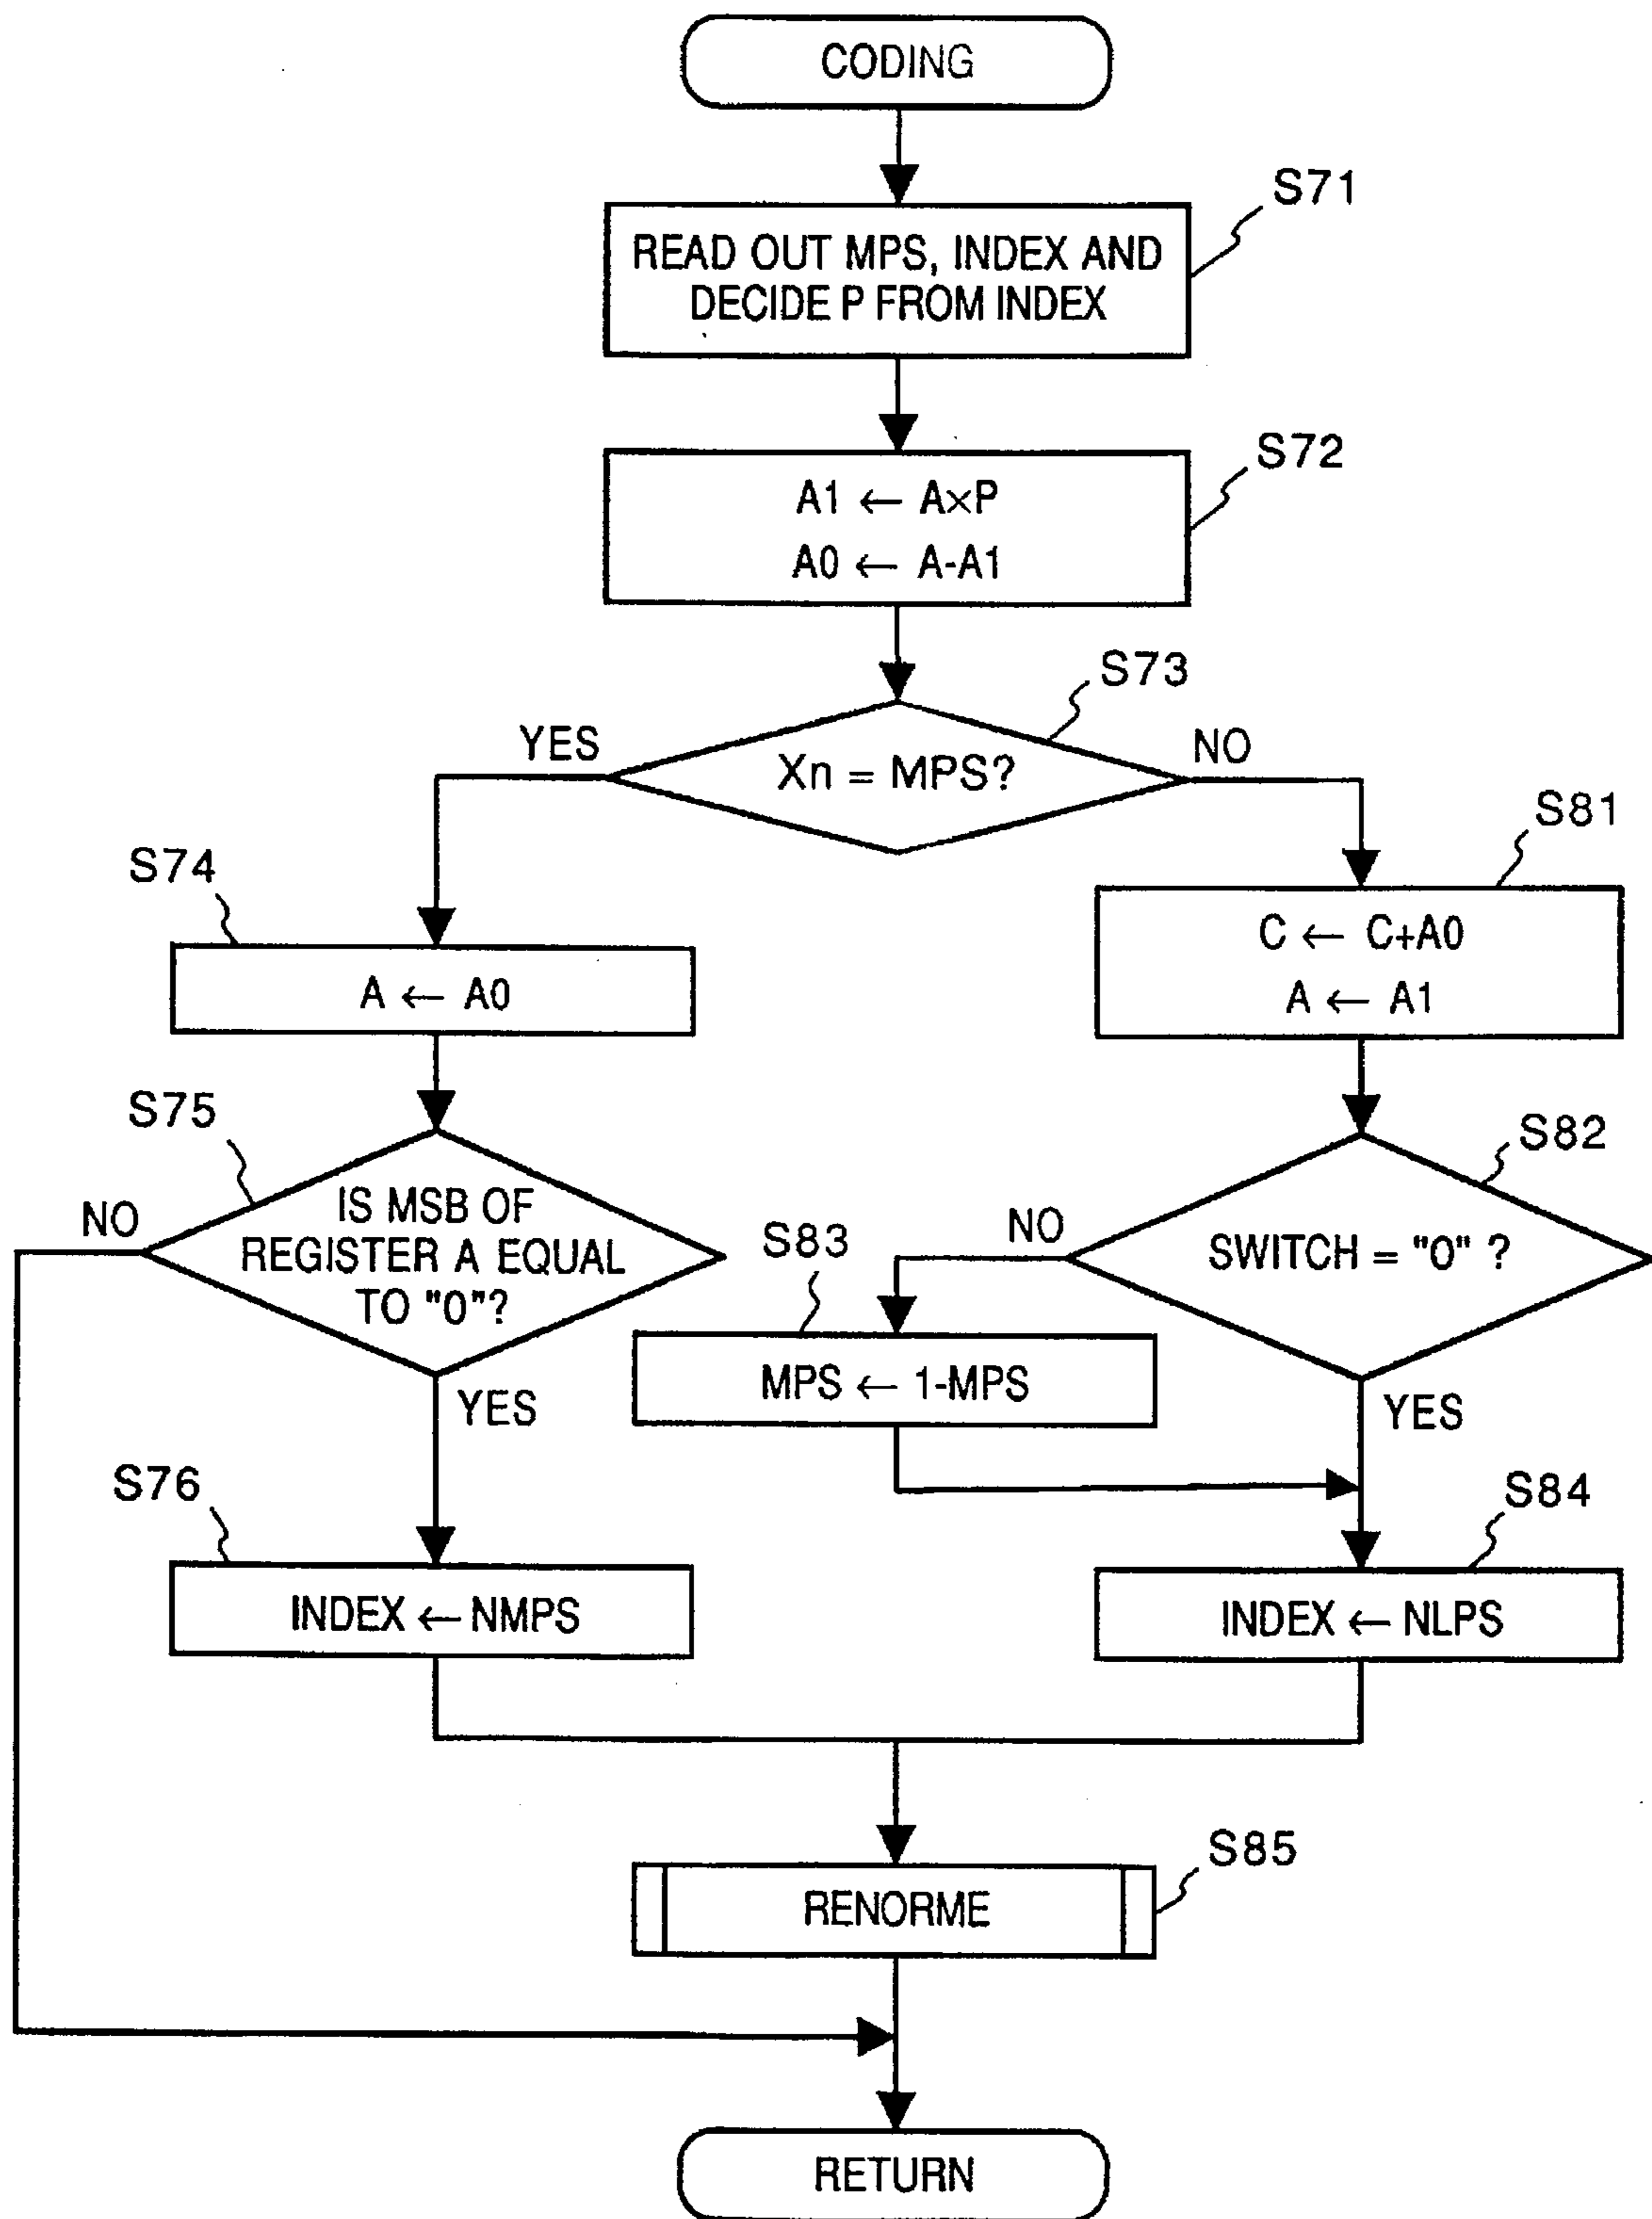 CODING
S71
READ OUT MPS, INDEX AND
DECIDE P FROM INDEX
S72
A1 ← A×P
A0 ← A-A1
S73
YES
Xn = MPS?
NO
S74
A ← A0
S81
C ← C+A0
A ← A1
S75
NO
IS MSB OF
REGISTER A EQUAL
TO "0"?
YES
S82
NO
SWITCH = "0" ?
YES
S83
MPS ← 1-MPS
S76
INDEX ← NMPS
S84
INDEX ← NLPS
S85
RENORME
RETURN